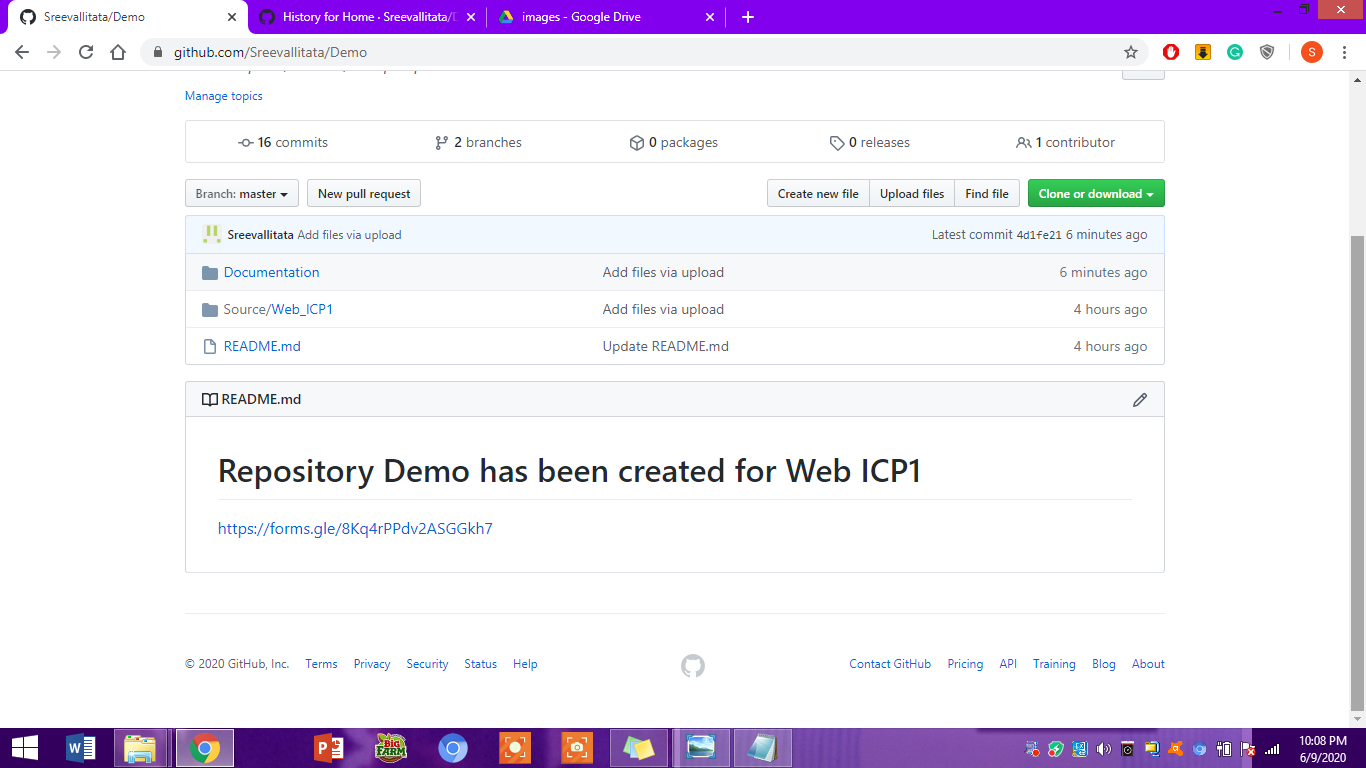 Sreevallitata/Demo
History for Home · Sreevallitata/D
images - Google Drive
github.com/Sreevallitata/Demo
S
Manage topics
16 commits
2 branches
0 packages
0 releases
1 contributor
Branch: master
New pull request
Create new file
Upload files
Find file
Clone or download
Sreevallitata Add files via upload
Latest commit 4d1fe21 6 minutes ago
Documentation
Add files via upload
6 minutes ago
Source/Web_ICP1
Add files via upload
4 hours ago
README.md
Update README.md
4 hours ago
README.md
Repository Demo has been created for Web ICP1
https://forms.gle/8Kq4rPPdv2ASGGkh7
© 2020 GitHub, Inc.
Terms
Privacy
Security
Status
Help
Contact GitHub
Pricing
API
Training
Blog
About
BIG FARM
10:08 PM
6/9/2020